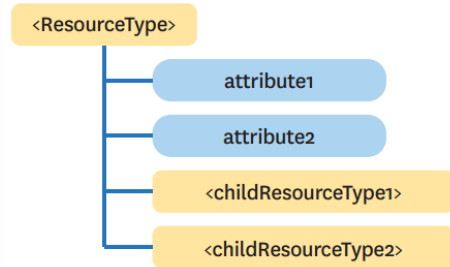 <ResourceType>
attribute1
attribute2
<childResourceType1>
<childResourceType2>